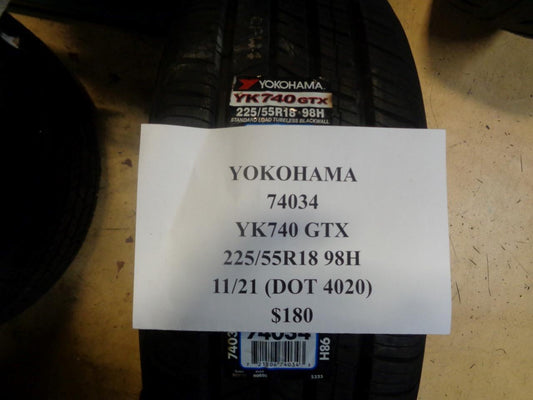 YOKOHAMA
YK740 GTX
225/55R18 98H
STANDARD LOAD TUBELESS BLACKWALL
YOKOHAMA
74034
YK740 GTX
225/55R18 98H
11/21 (DOT 4020)
$180
74034
98H